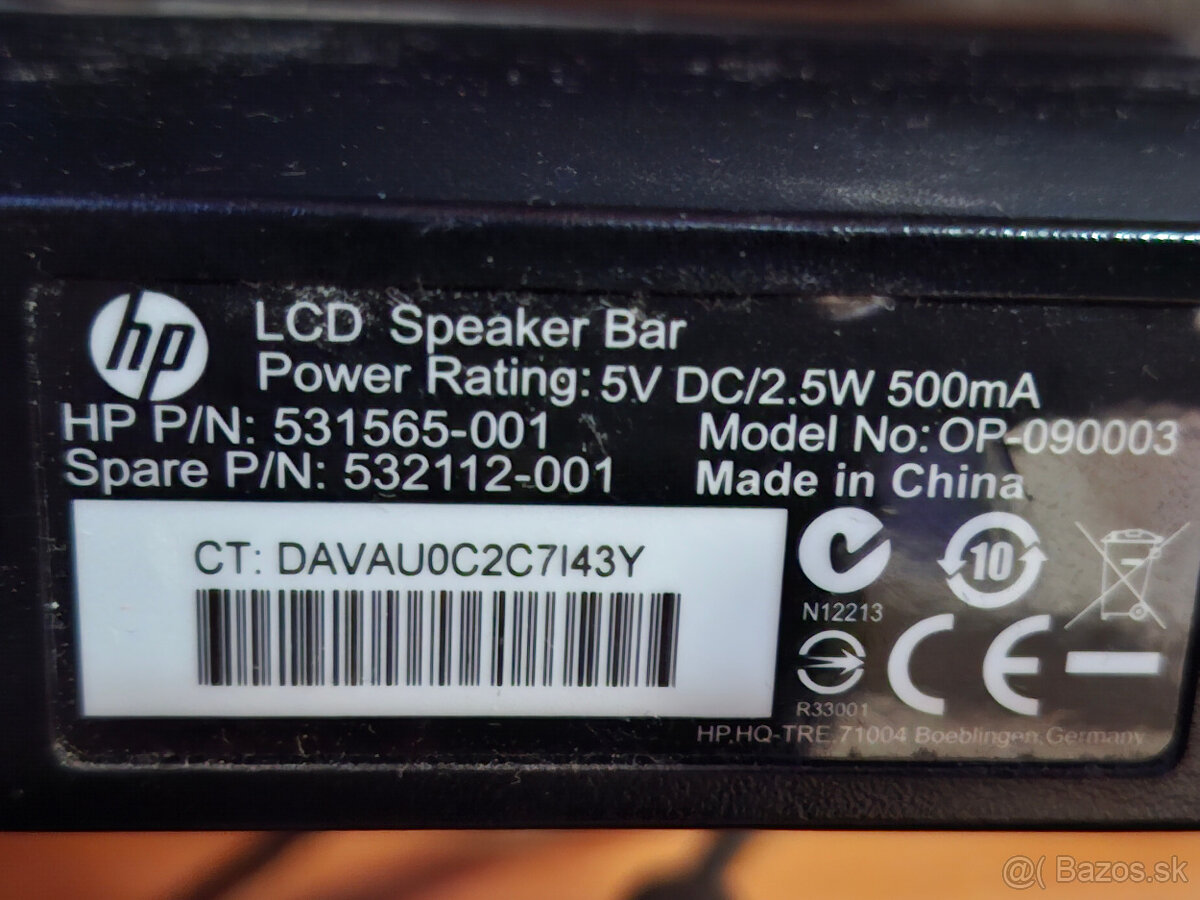 hp
LCD Speaker Bar
Power Rating: 5V DC/2.5W 500mA
HP P/N: 531565-001
Model No: OP-090003
Spare P/N: 532112-001
Made in China
CT: DAVAU0C2C7I43Y
N12213
10
R33001
CE
HP,HQ-TRE 71004 Boeblingen,Germany
@( Bazos.sk